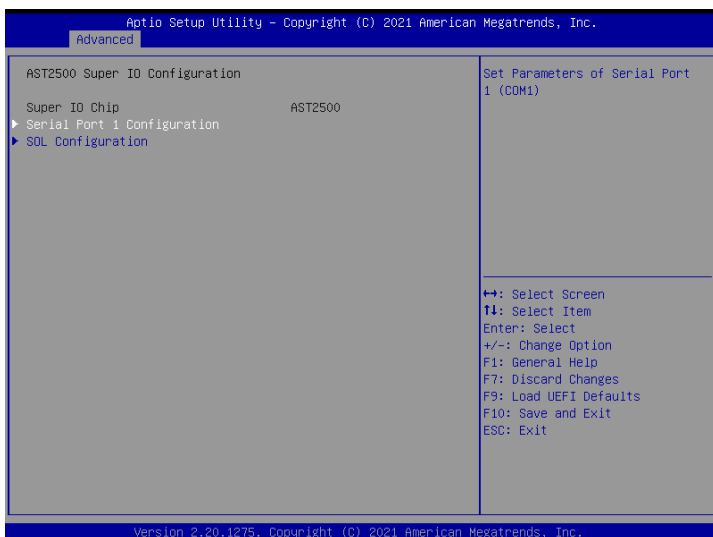 Aptio Setup Utility – Copyright (C) 2021 American Megatrends, Inc.
Advanced
AST2500 Super IO Configuration
Super IO Chip AST2500
Serial Port 1 Configuration
SOL Configuration
Set Parameters of Serial Port
1 (COM1)
↔: Select Screen
↑↓: Select Item
Enter: Select
+/-: Change Option
F1: General Help
F7: Discard Changes
F9: Load UEFI Defaults
F10: Save and Exit
ESC: Exit
Version 2.20.1275. Copyright (C) 2021 American Megatrends, Inc.